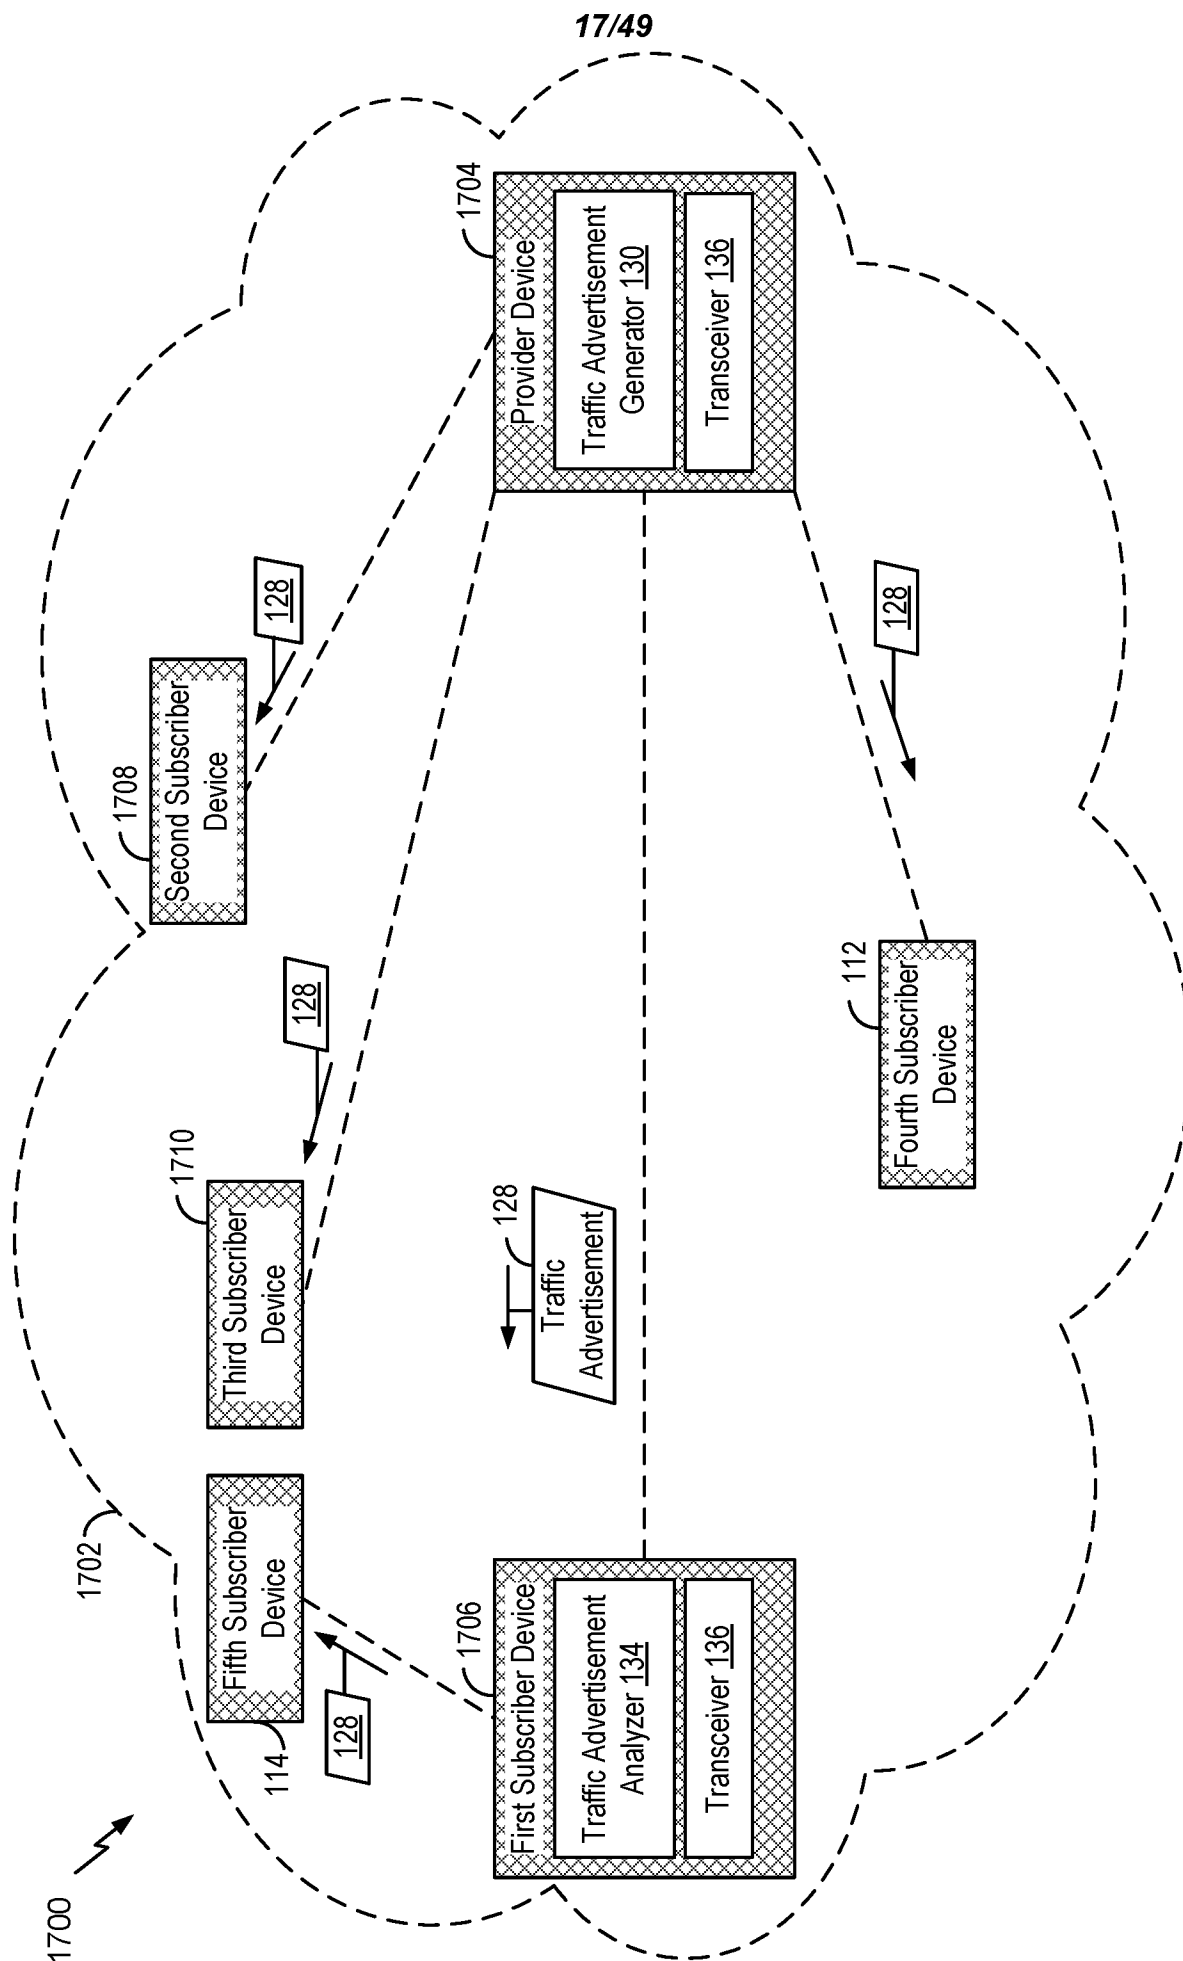 17/49
1700
1702
114
Fifth Subscriber
Device
128
1710
Third Subscriber
Device
128
1708
Second Subscriber
Device
128
1704
Provider Device
Traffic Advertisement
Generator 130
Transceiver 136
128
Traffic
Advertisement
1706
First Subscriber Device
Traffic Advertisement
Analyzer 134
Transceiver 136
112
Fourth Subscriber
Device
128